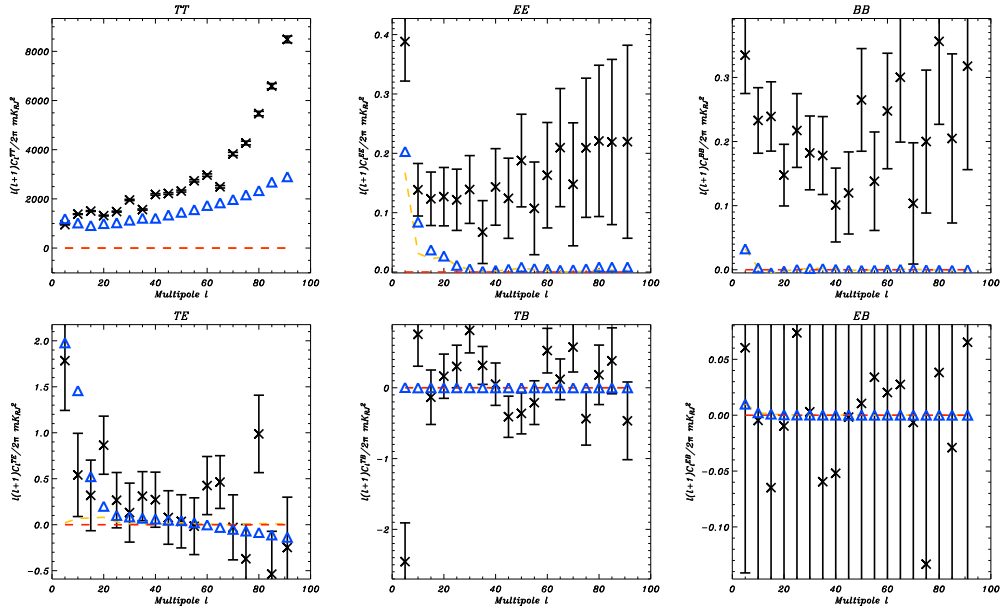 TT
EE
BB
8000
6000
4000
2000
0
l(l+1)C_l^TT/2π mK_RJ^2
0 20 40 60 80 100
Multipole l
0.4
0.3
0.2
0.1
0.0
l(l+1)C_l^EE/2π mK_RJ^2
0 20 40 60 80 100
Multipole l
0.3
0.2
0.1
0.0
l(l+1)C_l^BB/2π mK_RJ^2
0 20 40 60 80 100
Multipole l
TE
TB
EB
2.0
1.5
1.0
0.5
0.0
-0.5
l(l+1)C_l^TE/2π mK_RJ^2
0 20 40 60 80 100
Multipole l
0
-1
-2
l(l+1)C_l^TB/2π mK_RJ^2
0 20 40 60 80 100
Multipole l
0.05
0.00
-0.05
-0.10
l(l+1)C_l^EB/2π mK_RJ^2
0 20 40 60 80 100
Multipole l